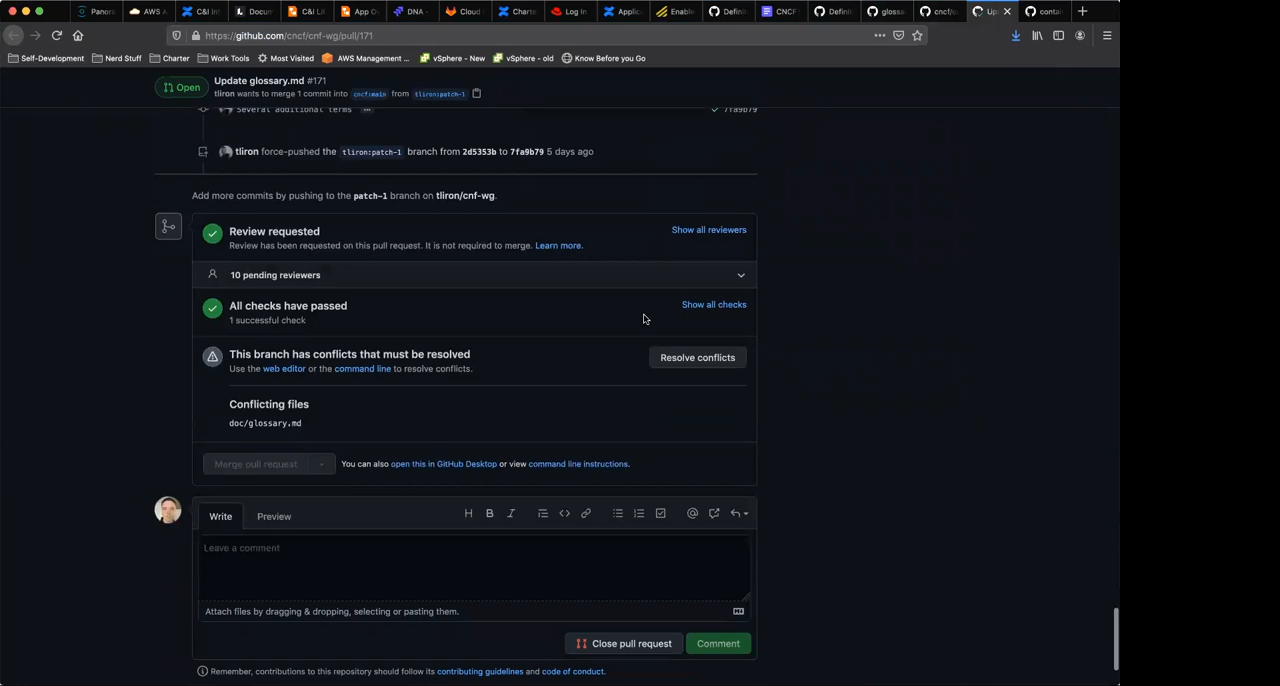 Panora
AWS A
C&I Int
Docum
C&I Li
App Ov
DNA -
Cloud
Charte
Log In
Applic
Enable
Defini
CNCF
Defini
glossa
cncf/c
Up
contai
https://github.com/cncf/cnf-wg/pull/171
Self-Development
Nerd Stuff
Charter
Work Tools
Most Visited
AWS Management ...
vSphere - New
vSphere - old
Know Before you Go
Open
Update glossary.md #171
tliron wants to merge 1 commit into cncf:main from tliron:patch-1
Several additional terms ... 7fa9b79
tliron force-pushed the tliron:patch-1 branch from 2d5353b to 7fa9b79 5 days ago
Add more commits by pushing to the patch-1 branch on tliron/cnf-wg.
Review requested
Show all reviewers
Review has been requested on this pull request. It is not required to merge. Learn more.
10 pending reviewers
All checks have passed
Show all checks
1 successful check
This branch has conflicts that must be resolved
Resolve conflicts
Use the web editor or the command line to resolve conflicts.
Conflicting files
doc/glossary.md
Merge pull request
You can also open this in GitHub Desktop or view command line instructions.
Write
Preview
Leave a comment
Attach files by dragging & dropping, selecting or pasting them.
Close pull request
Comment
Remember, contributions to this repository should follow its contributing guidelines and code of conduct.